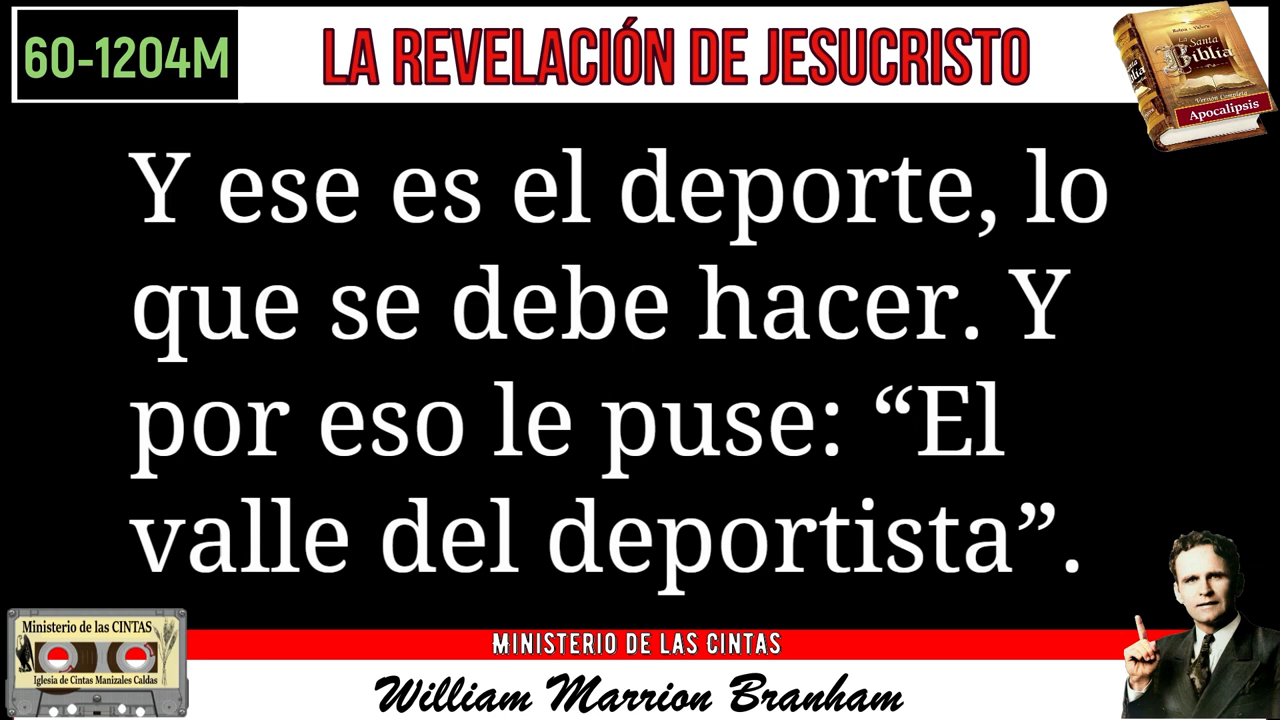 60-1204M
LA REVELACIÓN DE JESUCRISTO
La Santa
Biblia
Apocalipsis
Y ese es el deporte, lo
que se debe hacer. Y
por eso le puse: “El
valle del deportista”.
Ministerio de las CINTAS
Iglesia de Cintas Manizales Caldas
MINISTERIO DE LAS CINTAS
William Marrion Branham